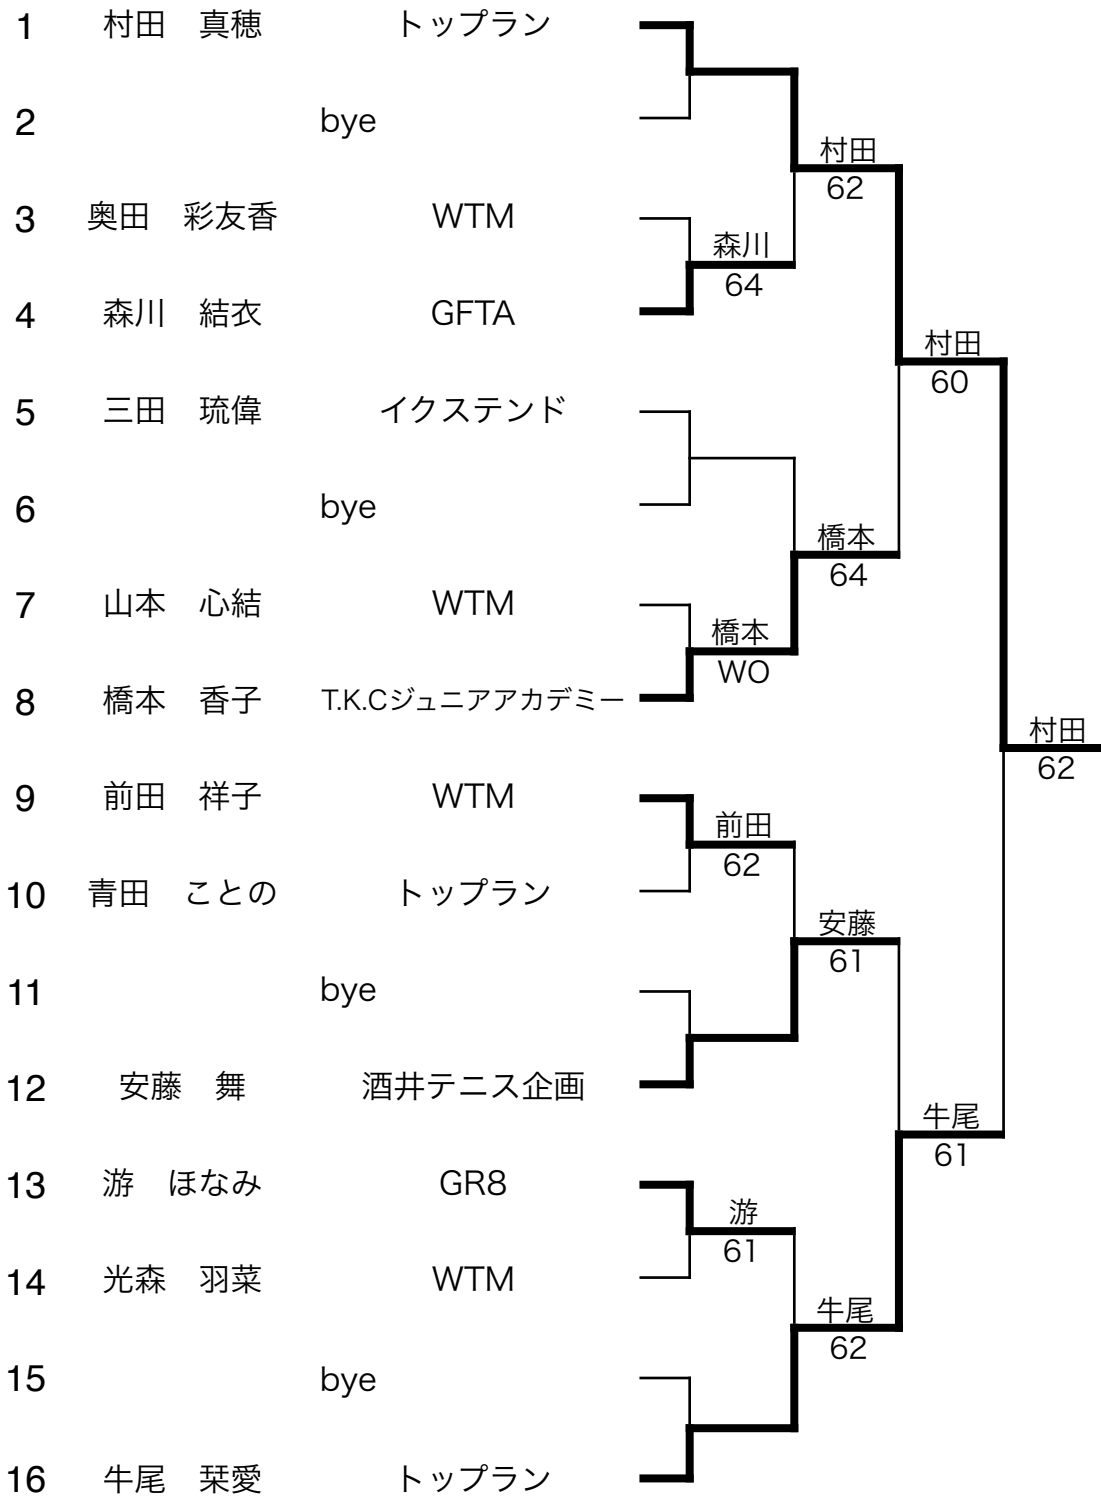 1 村田　真穂 トップラン
2 bye
村田
62
3 奥田　彩友香 WTM
森川
64
4 森川　結衣 GFTA
村田
60
5 三田　琉偉 イクステンド
6 bye
橋本
64
7 山本　心結 WTM
橋本
WO
8 橋本　香子 T.K.Cジュニアアカデミー
村田
62
9 前田　祥子 WTM
前田
62
10 青田　ことの トップラン
安藤
61
11 bye
12 安藤　舞 酒井テニス企画
牛尾
61
13 游　ほなみ GR8
游
61
14 光森　羽菜 WTM
牛尾
62
15 bye
16 牛尾　栞愛 トップラン